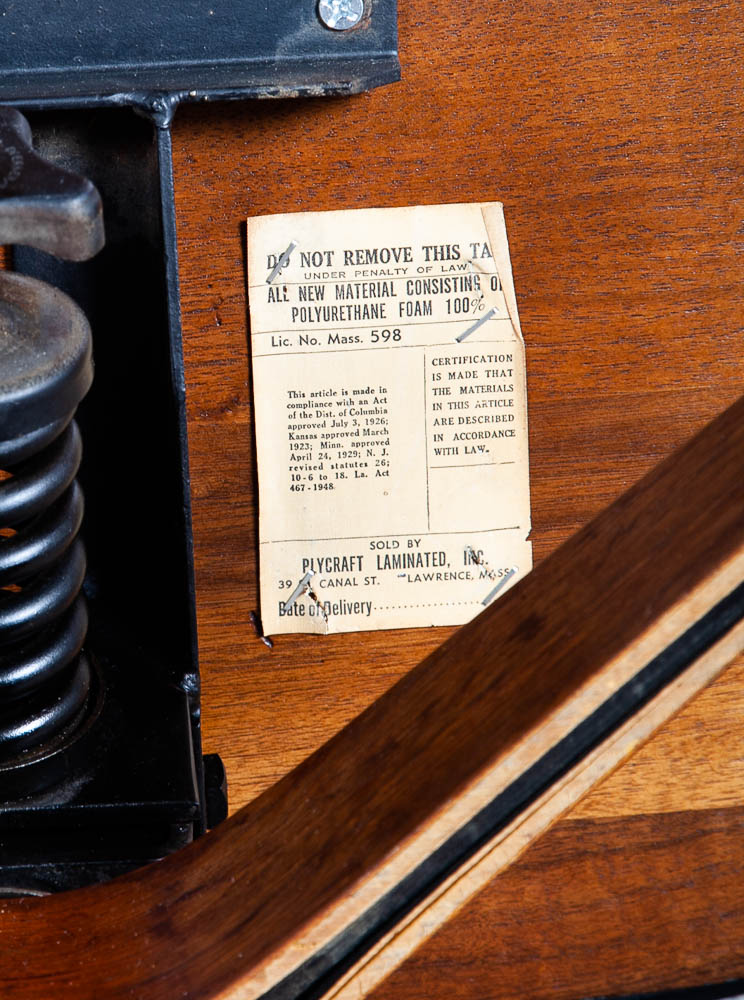 DO NOT REMOVE THIS TA
UNDER PENALTY OF LAW
ALL NEW MATERIAL CONSISTING O
POLYURETHANE FOAM 100%
Lic. No. Mass. 598
This article is made in
compliance with an Act
of the Dist. of Columbia
approved July 3, 1926;
Kansas approved March
1923; Minn. approved
April 24, 1929; N. J.
revised statutes 26;
10-6 to 18. La. Act
467-1948.
CERTIFICATION
IS MADE THAT
THE MATERIALS
IN THIS ARTICLE
ARE DESCRIBED
IN ACCORDANCE
WITH LAW.
SOLD BY
PLYCRAFT LAMINATED, INC.
39 CANAL ST. LAWRENCE, MASS
Date of Delivery